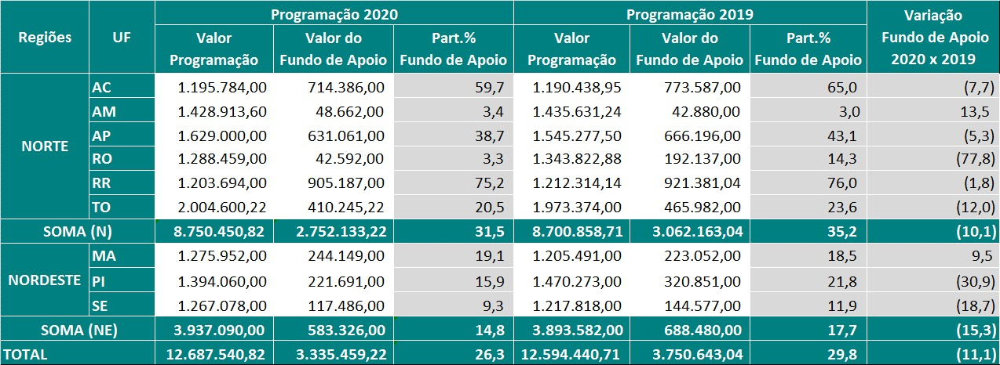 Regiões UF Programação 2020 Programação 2019 Variação Fundo de Apoio 2020 x 2019
Valor Programação Valor do Fundo de Apoio Part.% Fundo de Apoio Valor Programação Valor do Fundo de Apoio Part.% Fundo de Apoio
NORTE
AC 1.195.784,00 714.386,00 59,7 1.190.438,95 773.587,00 65,0 (7,7)
AM 1.428.913,60 48.662,00 3,4 1.435.631,24 42.880,00 3,0 13,5
AP 1.629.000,00 631.061,00 38,7 1.545.277,50 666.196,00 43,1 (5,3)
RO 1.288.459,00 42.592,00 3,3 1.343.822,88 192.137,00 14,3 (77,8)
RR 1.203.694,00 905.187,00 75,2 1.212.314,14 921.381,04 76,0 (1,8)
TO 2.004.600,22 410.245,22 20,5 1.973.374,00 465.982,00 23,6 (12,0)
SOMA (N) 8.750.450,82 2.752.133,22 31,5 8.700.858,71 3.062.163,04 35,2 (10,1)
NORDESTE
MA 1.275.952,00 244.149,00 19,1 1.205.491,00 223.052,00 18,5 9,5
PI 1.394.060,00 221.691,00 15,9 1.470.273,00 320.851,00 21,8 (30,9)
SE 1.267.078,00 117.486,00 9,3 1.217.818,00 144.577,00 11,9 (18,7)
SOMA (NE) 3.937.090,00 583.326,00 14,8 3.893.582,00 688.480,00 17,7 (15,3)
TOTAL 12.687.540,82 3.335.459,22 26,3 12.594.440,71 3.750.643,04 29,8 (11,1)